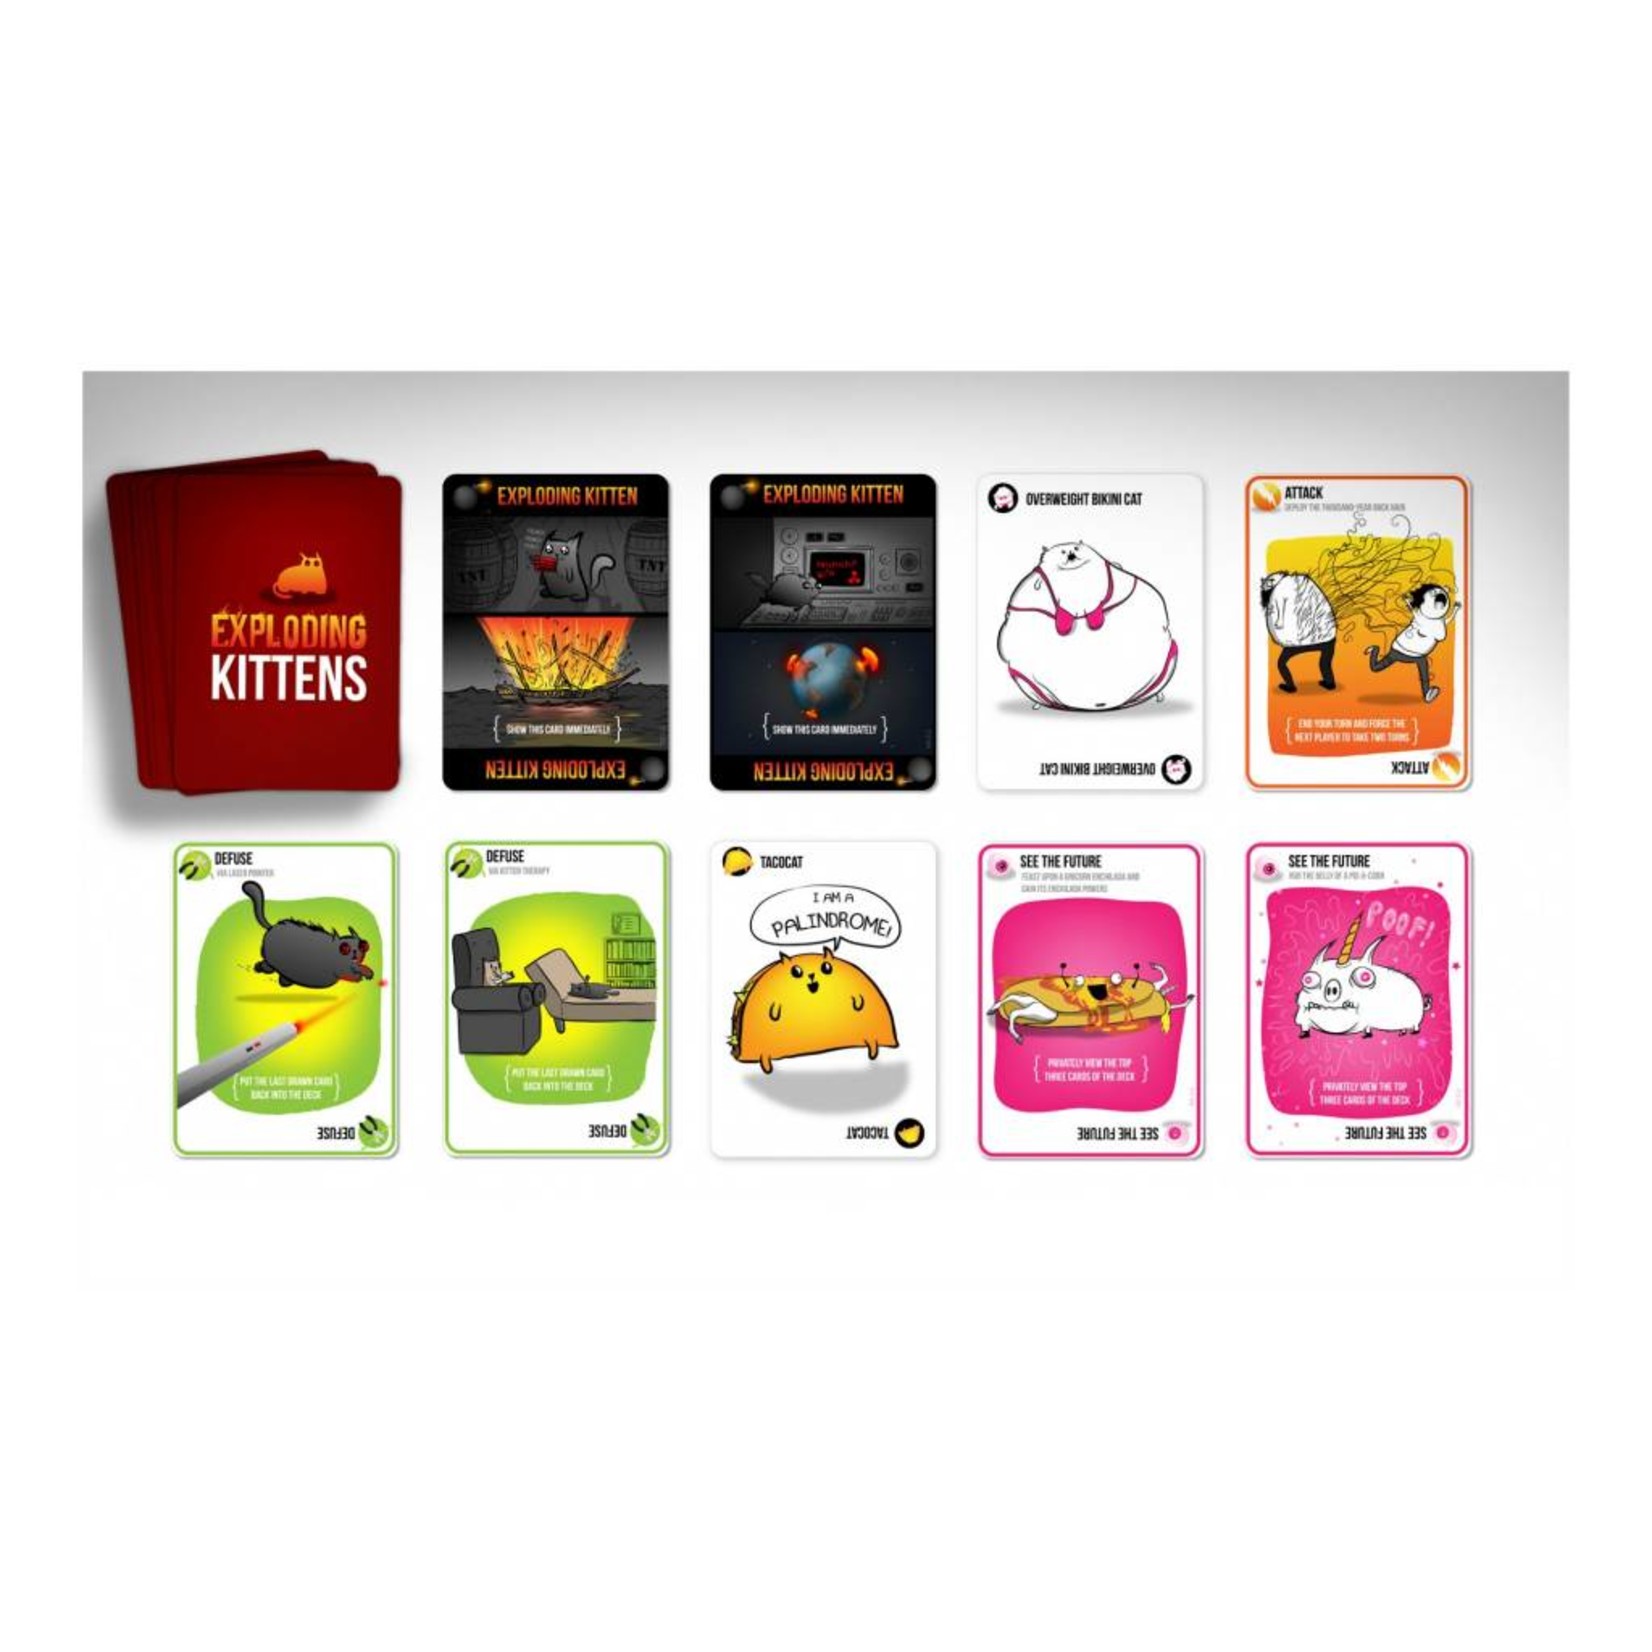 EXPLODING
KITTENS
EXPLODING KITTEN
TNT
TNT
{ SHOW THIS CARD IMMEDIATELY }
EXPLODING KITTEN
EXPLODING KITTEN
{ SHOW THIS CARD IMMEDIATELY }
EXPLODING KITTEN
OVERWEIGHT BIKINI CAT
OVERWEIGHT BIKINI CAT
ATTACK
DEPLOY THE THOUSAND-YEAR BACK HAIR
END YOUR TURN AND FORCE THE
NEXT PLAYER TO TAKE TWO TURNS
ATTACK
DEFUSE
VIA LASER POINTER
PUT THE LAST DRAWN CARD
BACK INTO THE DECK
DEFUSE
DEFUSE
VIA KITTEN THERAPY
PUT THE LAST DRAWN CARD
BACK INTO THE DECK
DEFUSE
TACOCAT
I AM A
PALINDROME!
TACOCAT
SEE THE FUTURE
FEAST UPON A UNICORN ENCHILADA AND
GAIN ITS ENCHILADA POWERS
PRIVATELY VIEW THE TOP
THREE CARDS OF THE DECK
SEE THE FUTURE
SEE THE FUTURE
RUB THE BELLY OF A PIG-A-CORN
POOF!
PRIVATELY VIEW THE TOP
THREE CARDS OF THE DECK
SEE THE FUTURE